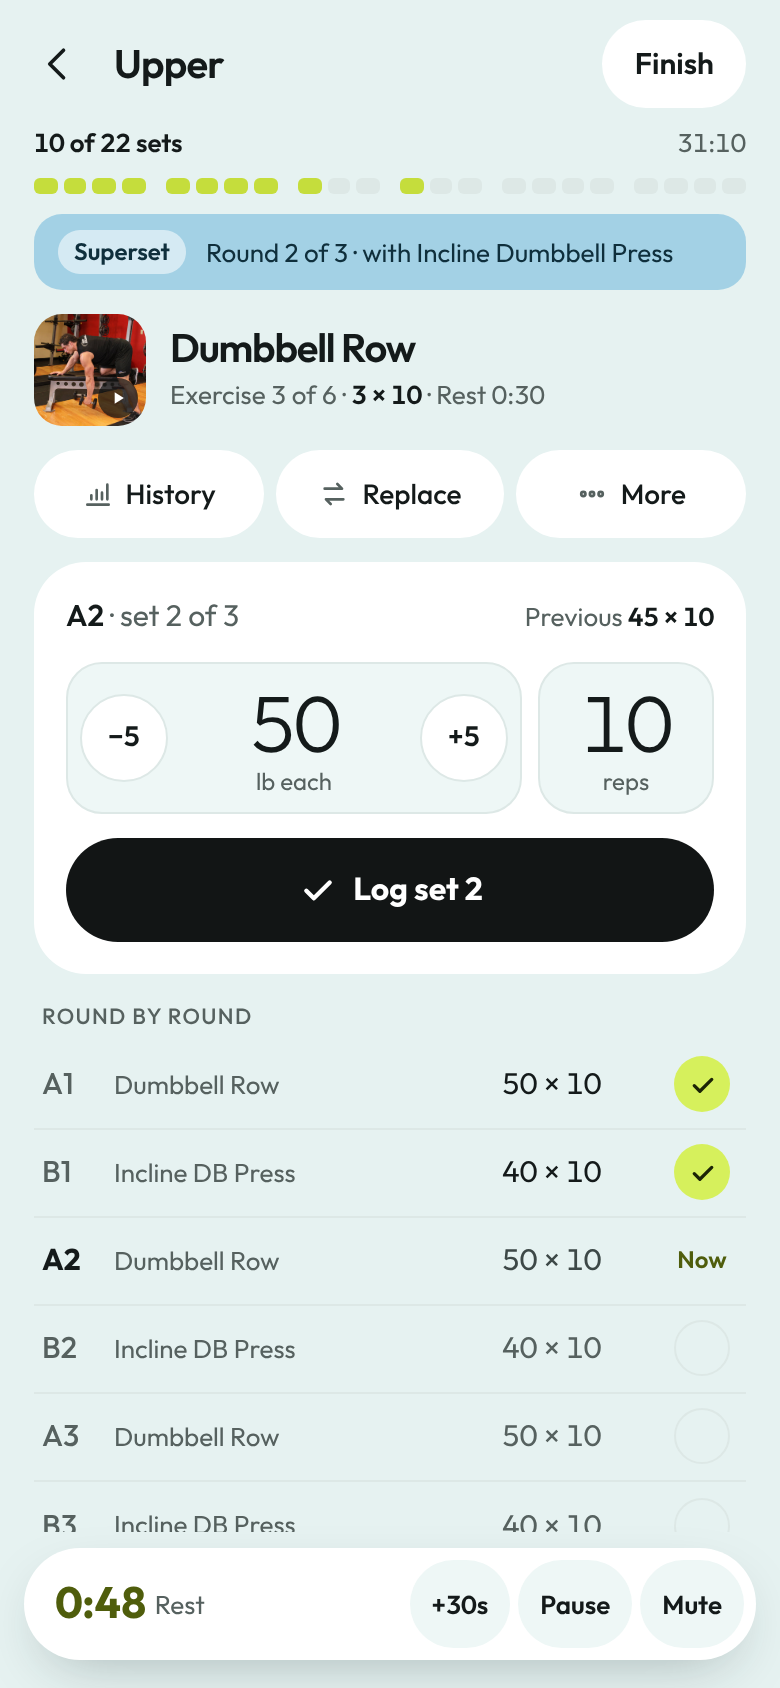 Upper
Finish
10 of 22 sets
31:10
Superset
Round 2 of 3 · with Incline Dumbbell Press
Dumbbell Row
Exercise 3 of 6 · 3 × 10 · Rest 0:30
History
Replace
More
A2 · set 2 of 3
Previous 45 × 10
−5
50
lb each
+5
10
reps
Log set 2
ROUND BY ROUND
A1 Dumbbell Row 50 × 10
B1 Incline DB Press 40 × 10
A2 Dumbbell Row 50 × 10 Now
B2 Incline DB Press 40 × 10
A3 Dumbbell Row 50 × 10
B3 Incline DB Press 40 × 10
0:48 Rest
+30s
Pause
Mute